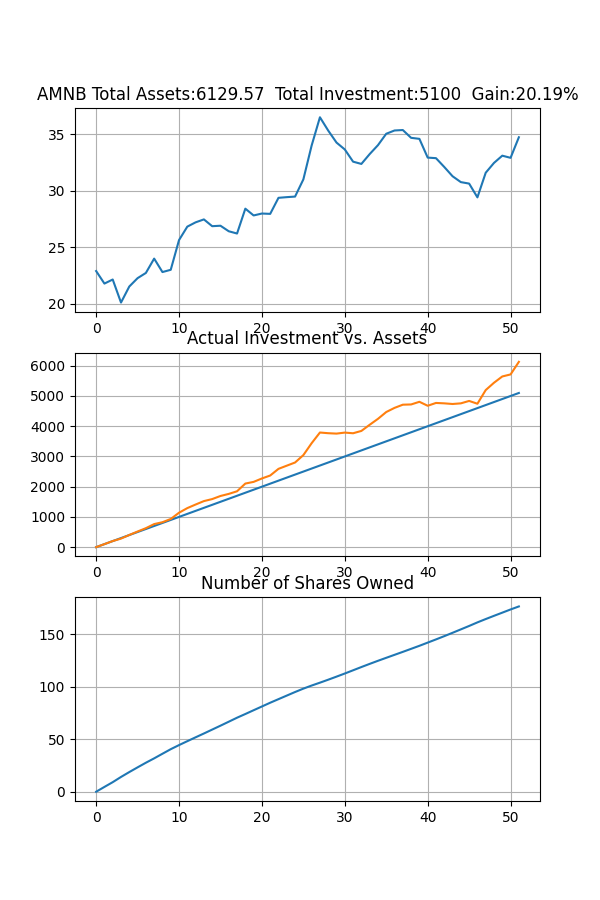 AMNB Total Assets:6129.57  Total Investment:5100  Gain:20.19%
35
30
25
20
0 10 20 30 40 50
Actual Investment vs. Assets
6000
5000
4000
3000
2000
1000
0
0 10 20 30 40 50
Number of Shares Owned
150
100
50
0
0 10 20 30 40 50